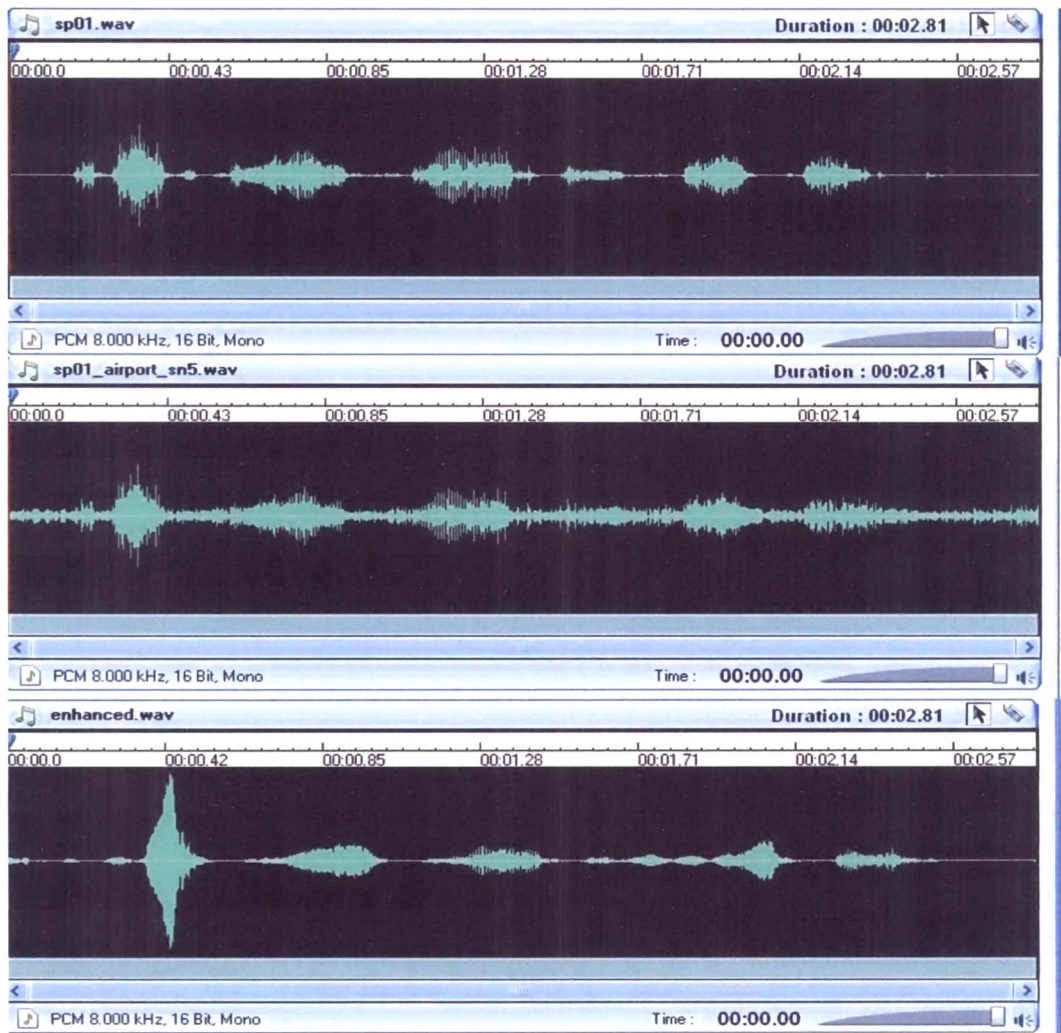 sp01.wav Duration : 00:02.81
00:00.0 00:00.43 00:00.85 00:01.28 00:01.71 00:02.14 00:02.57
PCM 8.000 kHz, 16 Bit, Mono Time : 00:00.00
sp01_airport_sn5.wav Duration : 00:02.81
00:00.0 00:00.43 00:00.85 00:01.28 00:01.71 00:02.14 00:02.57
PCM 8.000 kHz, 16 Bit, Mono Time : 00:00.00
enhanced.wav Duration : 00:02.81
00:00.0 00:00.42 00:00.85 00:01.28 00:01.71 00:02.14 00:02.57
PCM 8.000 kHz, 16 Bit, Mono Time : 00:00.00